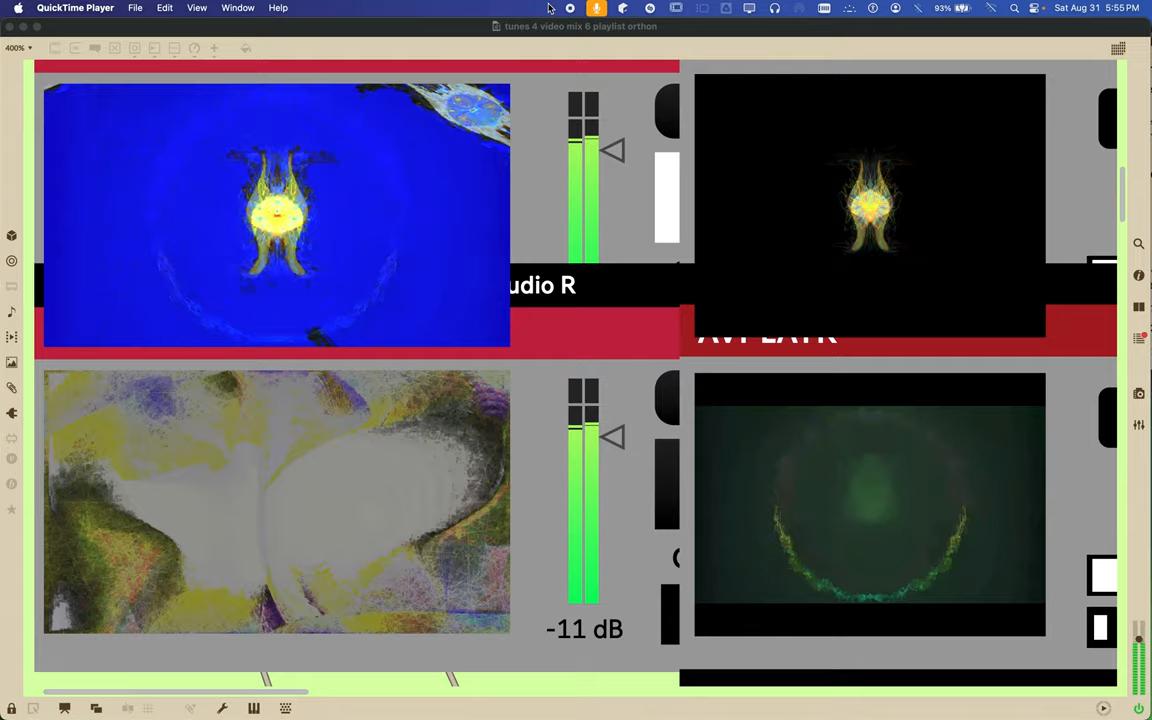 QuickTime Player File Edit View Window Help 93% Sat Aug 31 5:55 PM
tunes 4 video mix 6 playlist orthon
400%
udio R
-11 dB